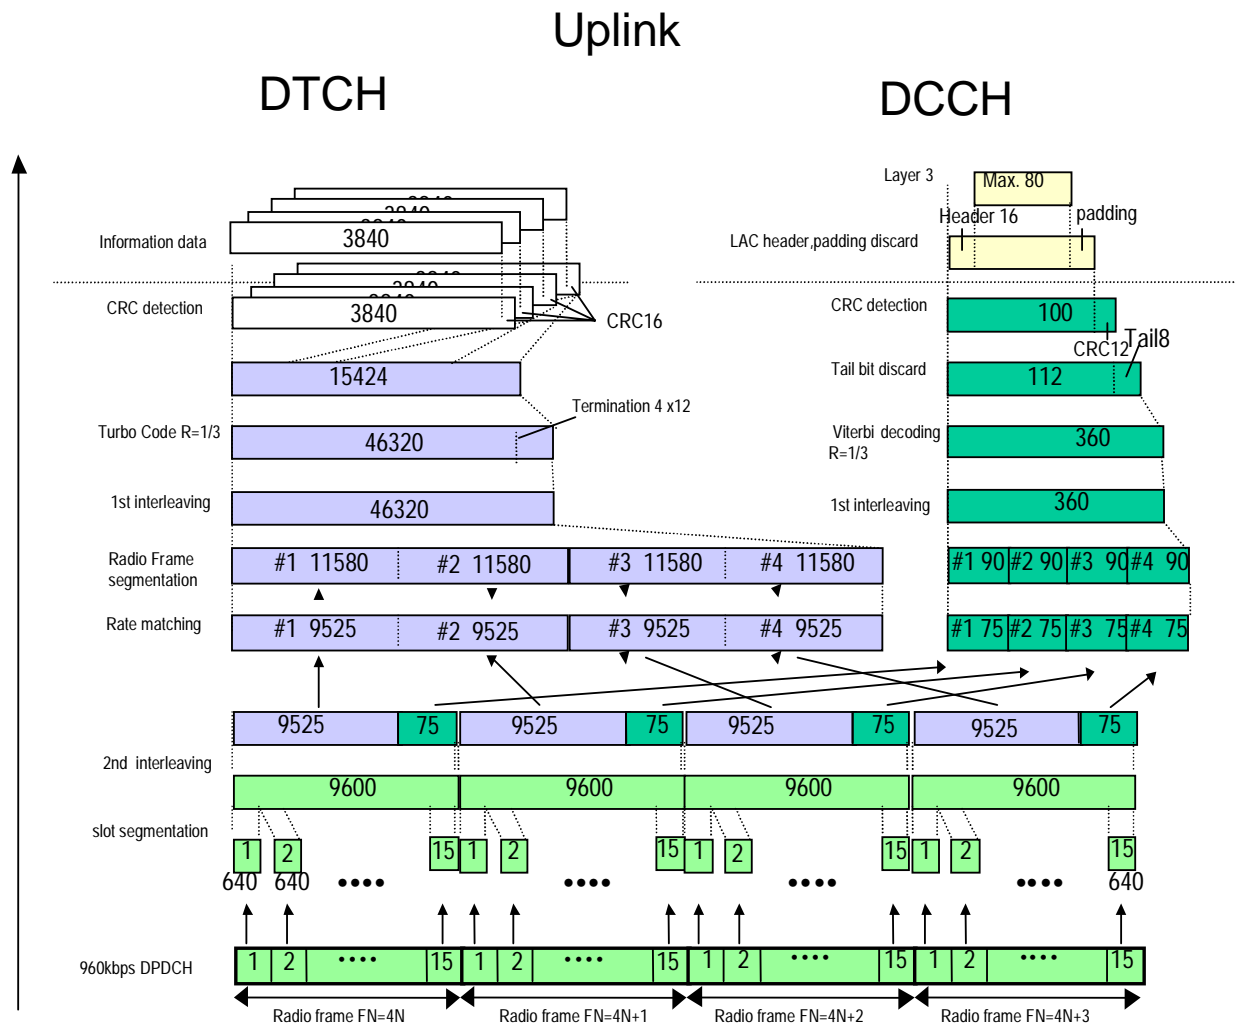 Uplink
DTCH
DCCH
Layer 3
Max. 80
Header 16
padding
Information data
3840
LAC header,padding discard
CRC detection
3840
CRC16
CRC detection
100
CRC12
Tail8
15424
Tail bit discard
112
Termination 4 x12
Turbo Code R=1/3
46320
Viterbi decoding
R=1/3
360
1st interleaving
46320
1st interleaving
360
Radio Frame
segmentation
#1 11580 #2 11580 #3 11580 #4 11580
#1 90 #2 90 #3 90 #4 90
Rate matching
#1 9525 #2 9525 #3 9525 #4 9525
#1 75 #2 75 #3 75 #4 75
9525 75 9525 75 9525 75 9525 75
2nd interleaving
9600 9600 9600 9600
slot segmentation
1 2 15 1 2 15 1 2 15 1 2 15
640 640 •••• •••• •••• •••• 640
960kbps DPDCH
1 2 •••• 15 1 2 •••• 15 1 2 •••• 15 1 2 •••• 15
Radio frame FN=4N Radio frame FN=4N+1 Radio frame FN=4N+2 Radio frame FN=4N+3